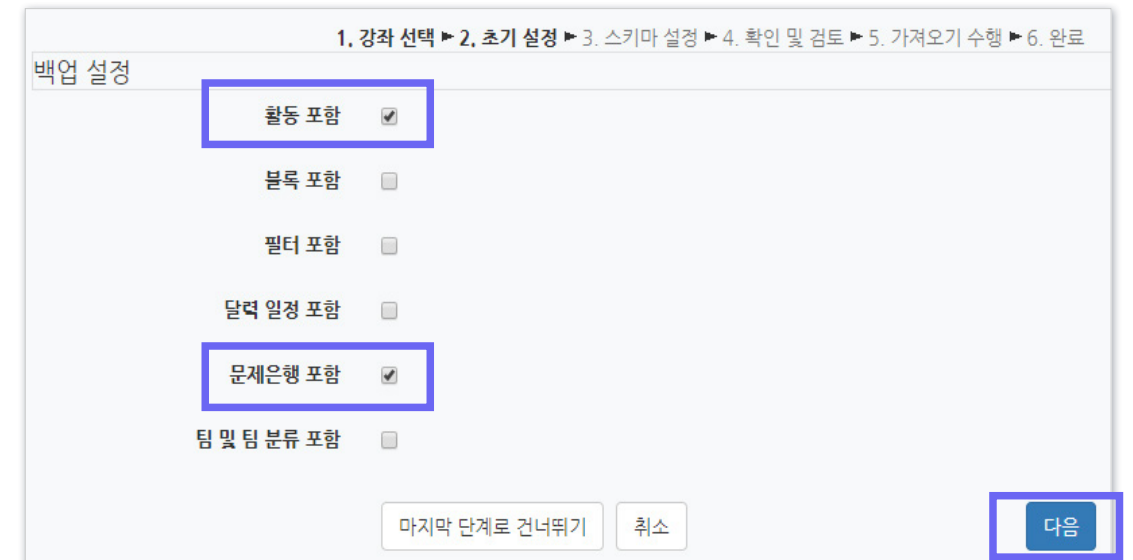 1. 강좌 선택 ► 2. 초기 설정 ► 3. 스키마 설정 ► 4. 확인 및 검토 ► 5. 가져오기 수행 ► 6. 완료
백업 설정
활동 포함
블록 포함
필터 포함
달력 일정 포함
문제은행 포함
팀 및 팀 분류 포함
마지막 단계로 건너뛰기 취소 다음